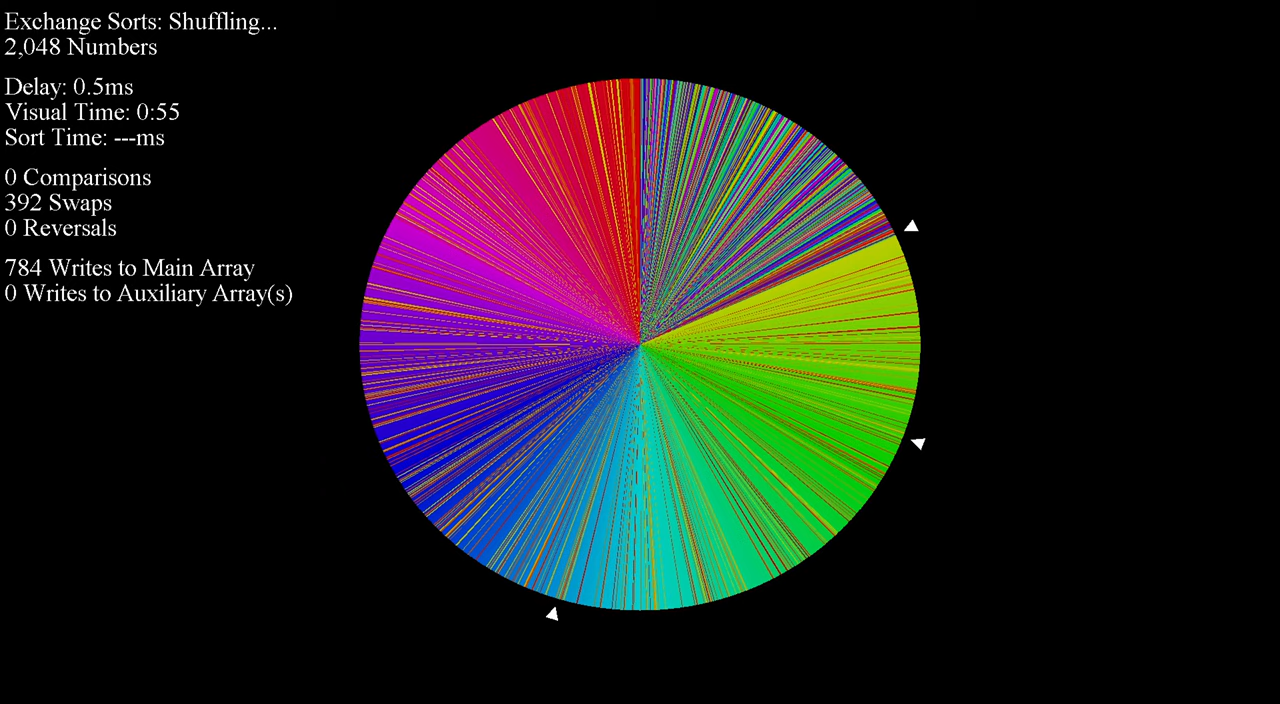 Exchange Sorts: Shuffling...
2,048 Numbers
Delay: 0.5ms
Visual Time: 0:55
Sort Time: ---ms
0 Comparisons
392 Swaps
0 Reversals
784 Writes to Main Array
0 Writes to Auxiliary Array(s)